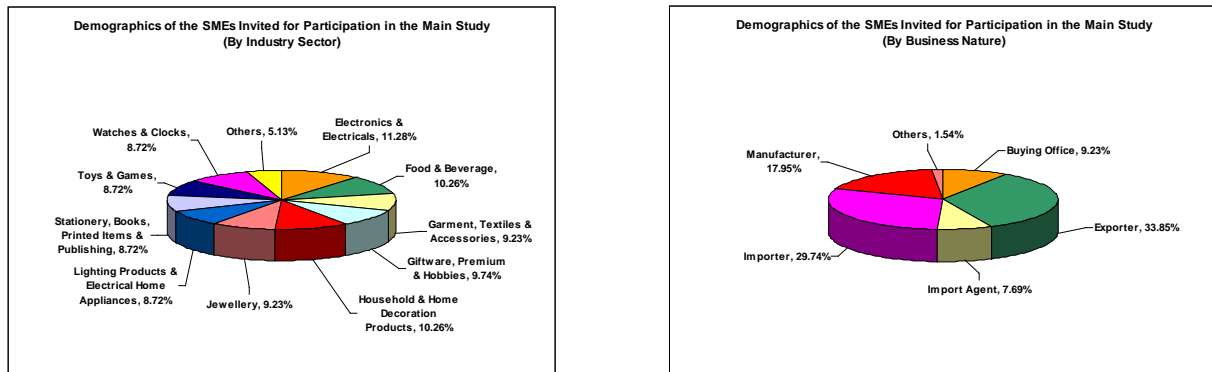 Demographics of the SMEs Invited for Participation in the Main Study
(By Industry Sector)
Electronics &
Electricals, 11.28%
Food & Beverage,
10.26%
Garment, Textiles &
Accessories, 9.23%
Giftware, Premium
& Hobbies, 9.74%
Household & Home
Decoration
Products, 10.26%
Jewellery, 9.23%
Lighting Products &
Electrical Home
Appliances, 8.72%
Stationery, Books,
Printed Items &
Publishing, 8.72%
Toys & Games,
8.72%
Watches & Clocks,
8.72%
Others, 5.13%
Demographics of the SMEs Invited for Participation in the Main Study
(By Business Nature)
Buying Office, 9.23%
Exporter, 33.85%
Import Agent, 7.69%
Importer, 29.74%
Manufacturer,
17.95%
Others, 1.54%